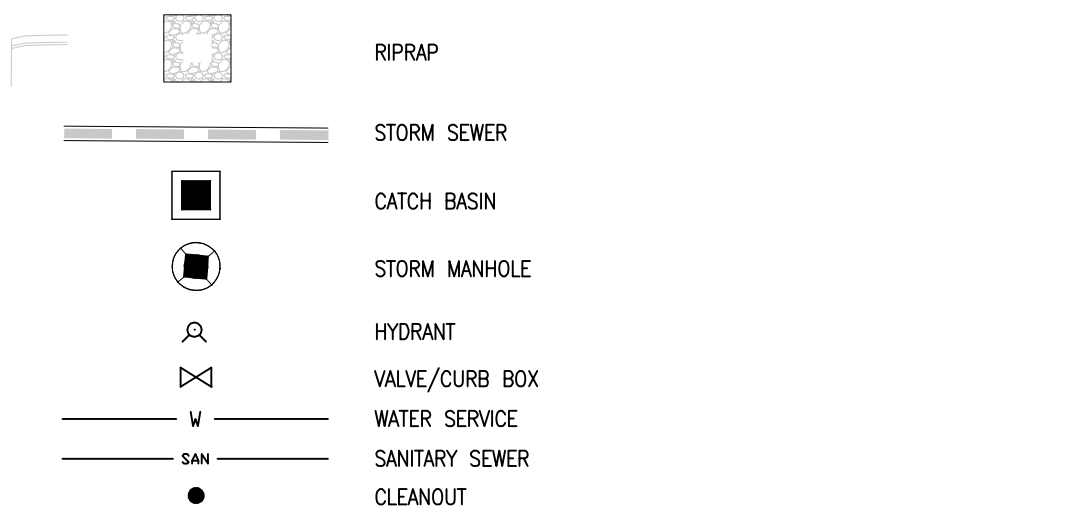 RIPRAP
STORM SEWER
CATCH BASIN
STORM MANHOLE
HYDRANT
VALVE/CURB BOX
W WATER SERVICE
SAN SANITARY SEWER
CLEANOUT